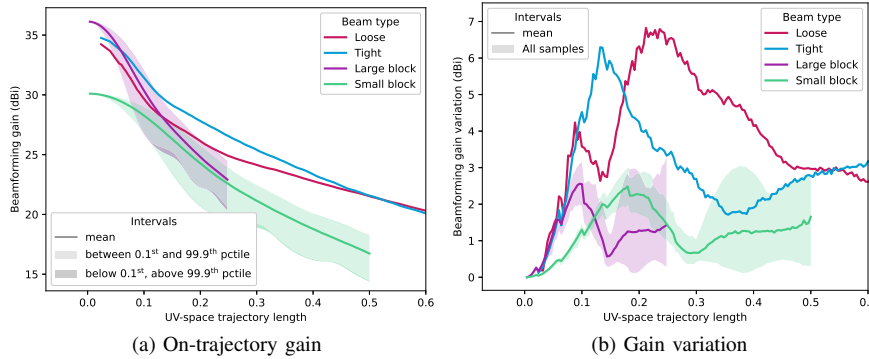 Beam type
Loose
Tight
Large block
Small block
35
30
25
20
15
Beamforming gain (dBi)
Intervals
mean
between 0.1st and 99.9th pctile
below 0.1st, above 99.9th pctile
0.0 0.1 0.2 0.3 0.4 0.5 0.6
UV-space trajectory length
(a) On-trajectory gain
Intervals
mean
All samples
Beam type
Loose
Tight
Large block
Small block
7
6
5
4
3
2
1
0
Beamforming gain variation (dBi)
0.0 0.1 0.2 0.3 0.4 0.5 0.6
UV-space trajectory length
(b) Gain variation